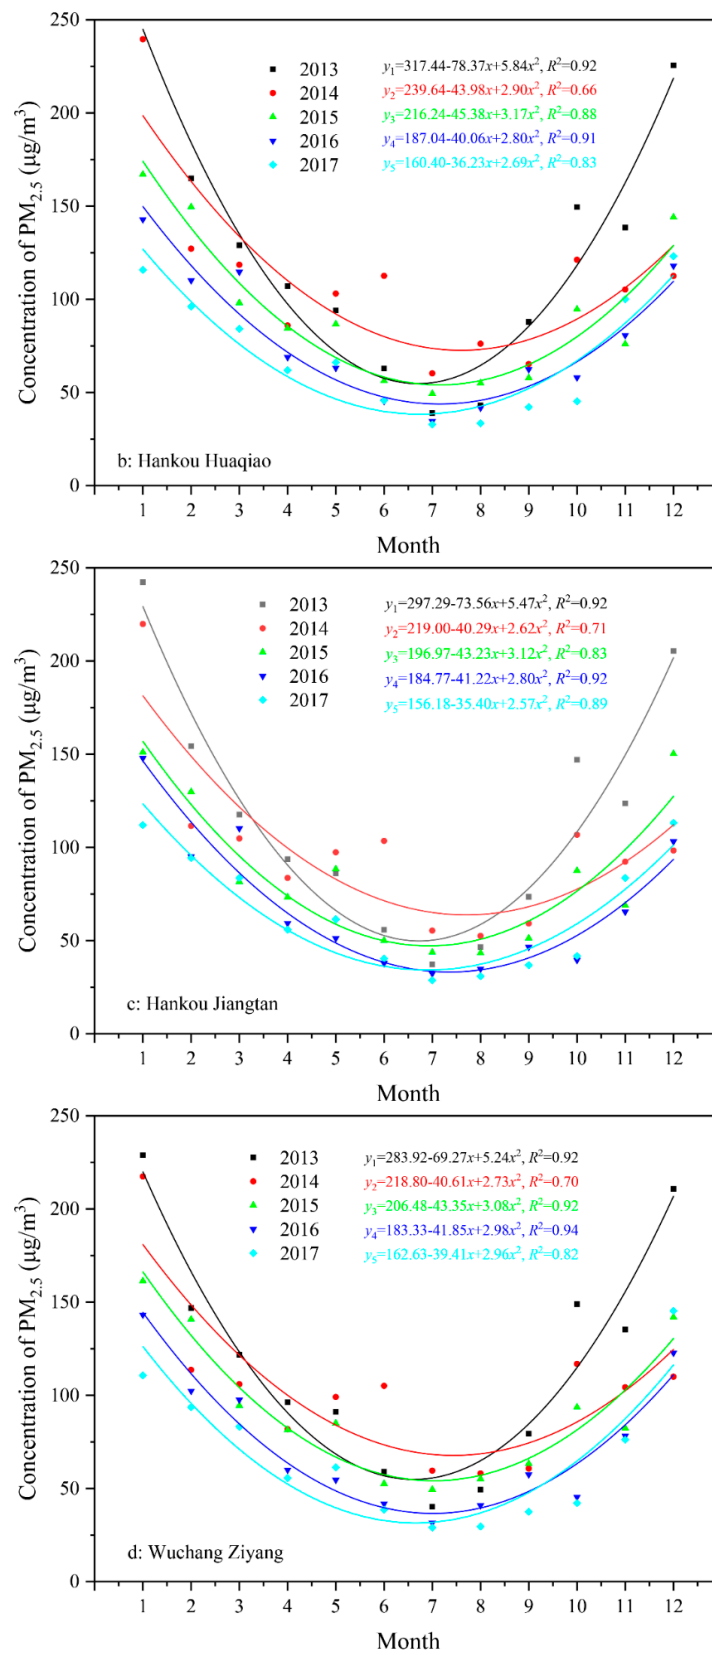 250
200
150
100
50
0
Concentration of PM2.5 (μg/m³)
2013 y1=317.44-78.37x+5.84x², R²=0.92
2014 y2=239.64-43.98x+2.90x², R²=0.66
2015 y3=216.24-45.38x+3.17x², R²=0.88
2016 y4=187.04-40.06x+2.80x², R²=0.91
2017 y5=160.40-36.23x+2.69x², R²=0.83
b: Hankou Huaqiao
1 2 3 4 5 6 7 8 9 10 11 12
Month
250
200
150
100
50
0
Concentration of PM2.5 (μg/m³)
2013 y1=297.29-73.56x+5.47x², R²=0.92
2014 y2=219.00-40.29x+2.62x², R²=0.71
2015 y3=196.97-43.23x+3.12x², R²=0.83
2016 y4=184.77-41.22x+2.80x², R²=0.92
2017 y5=156.18-35.40x+2.57x², R²=0.89
c: Hankou Jiangtan
1 2 3 4 5 6 7 8 9 10 11 12
Month
250
200
150
100
50
0
Concentration of PM2.5 (μg/m³)
2013 y1=283.92-69.27x+5.24x², R²=0.92
2014 y2=218.80-40.61x+2.73x², R²=0.70
2015 y3=206.48-43.35x+3.08x², R²=0.92
2016 y4=183.33-41.85x+2.98x², R²=0.94
2017 y5=162.63-39.41x+2.96x², R²=0.82
d: Wuchang Ziyang
1 2 3 4 5 6 7 8 9 10 11 12
Month